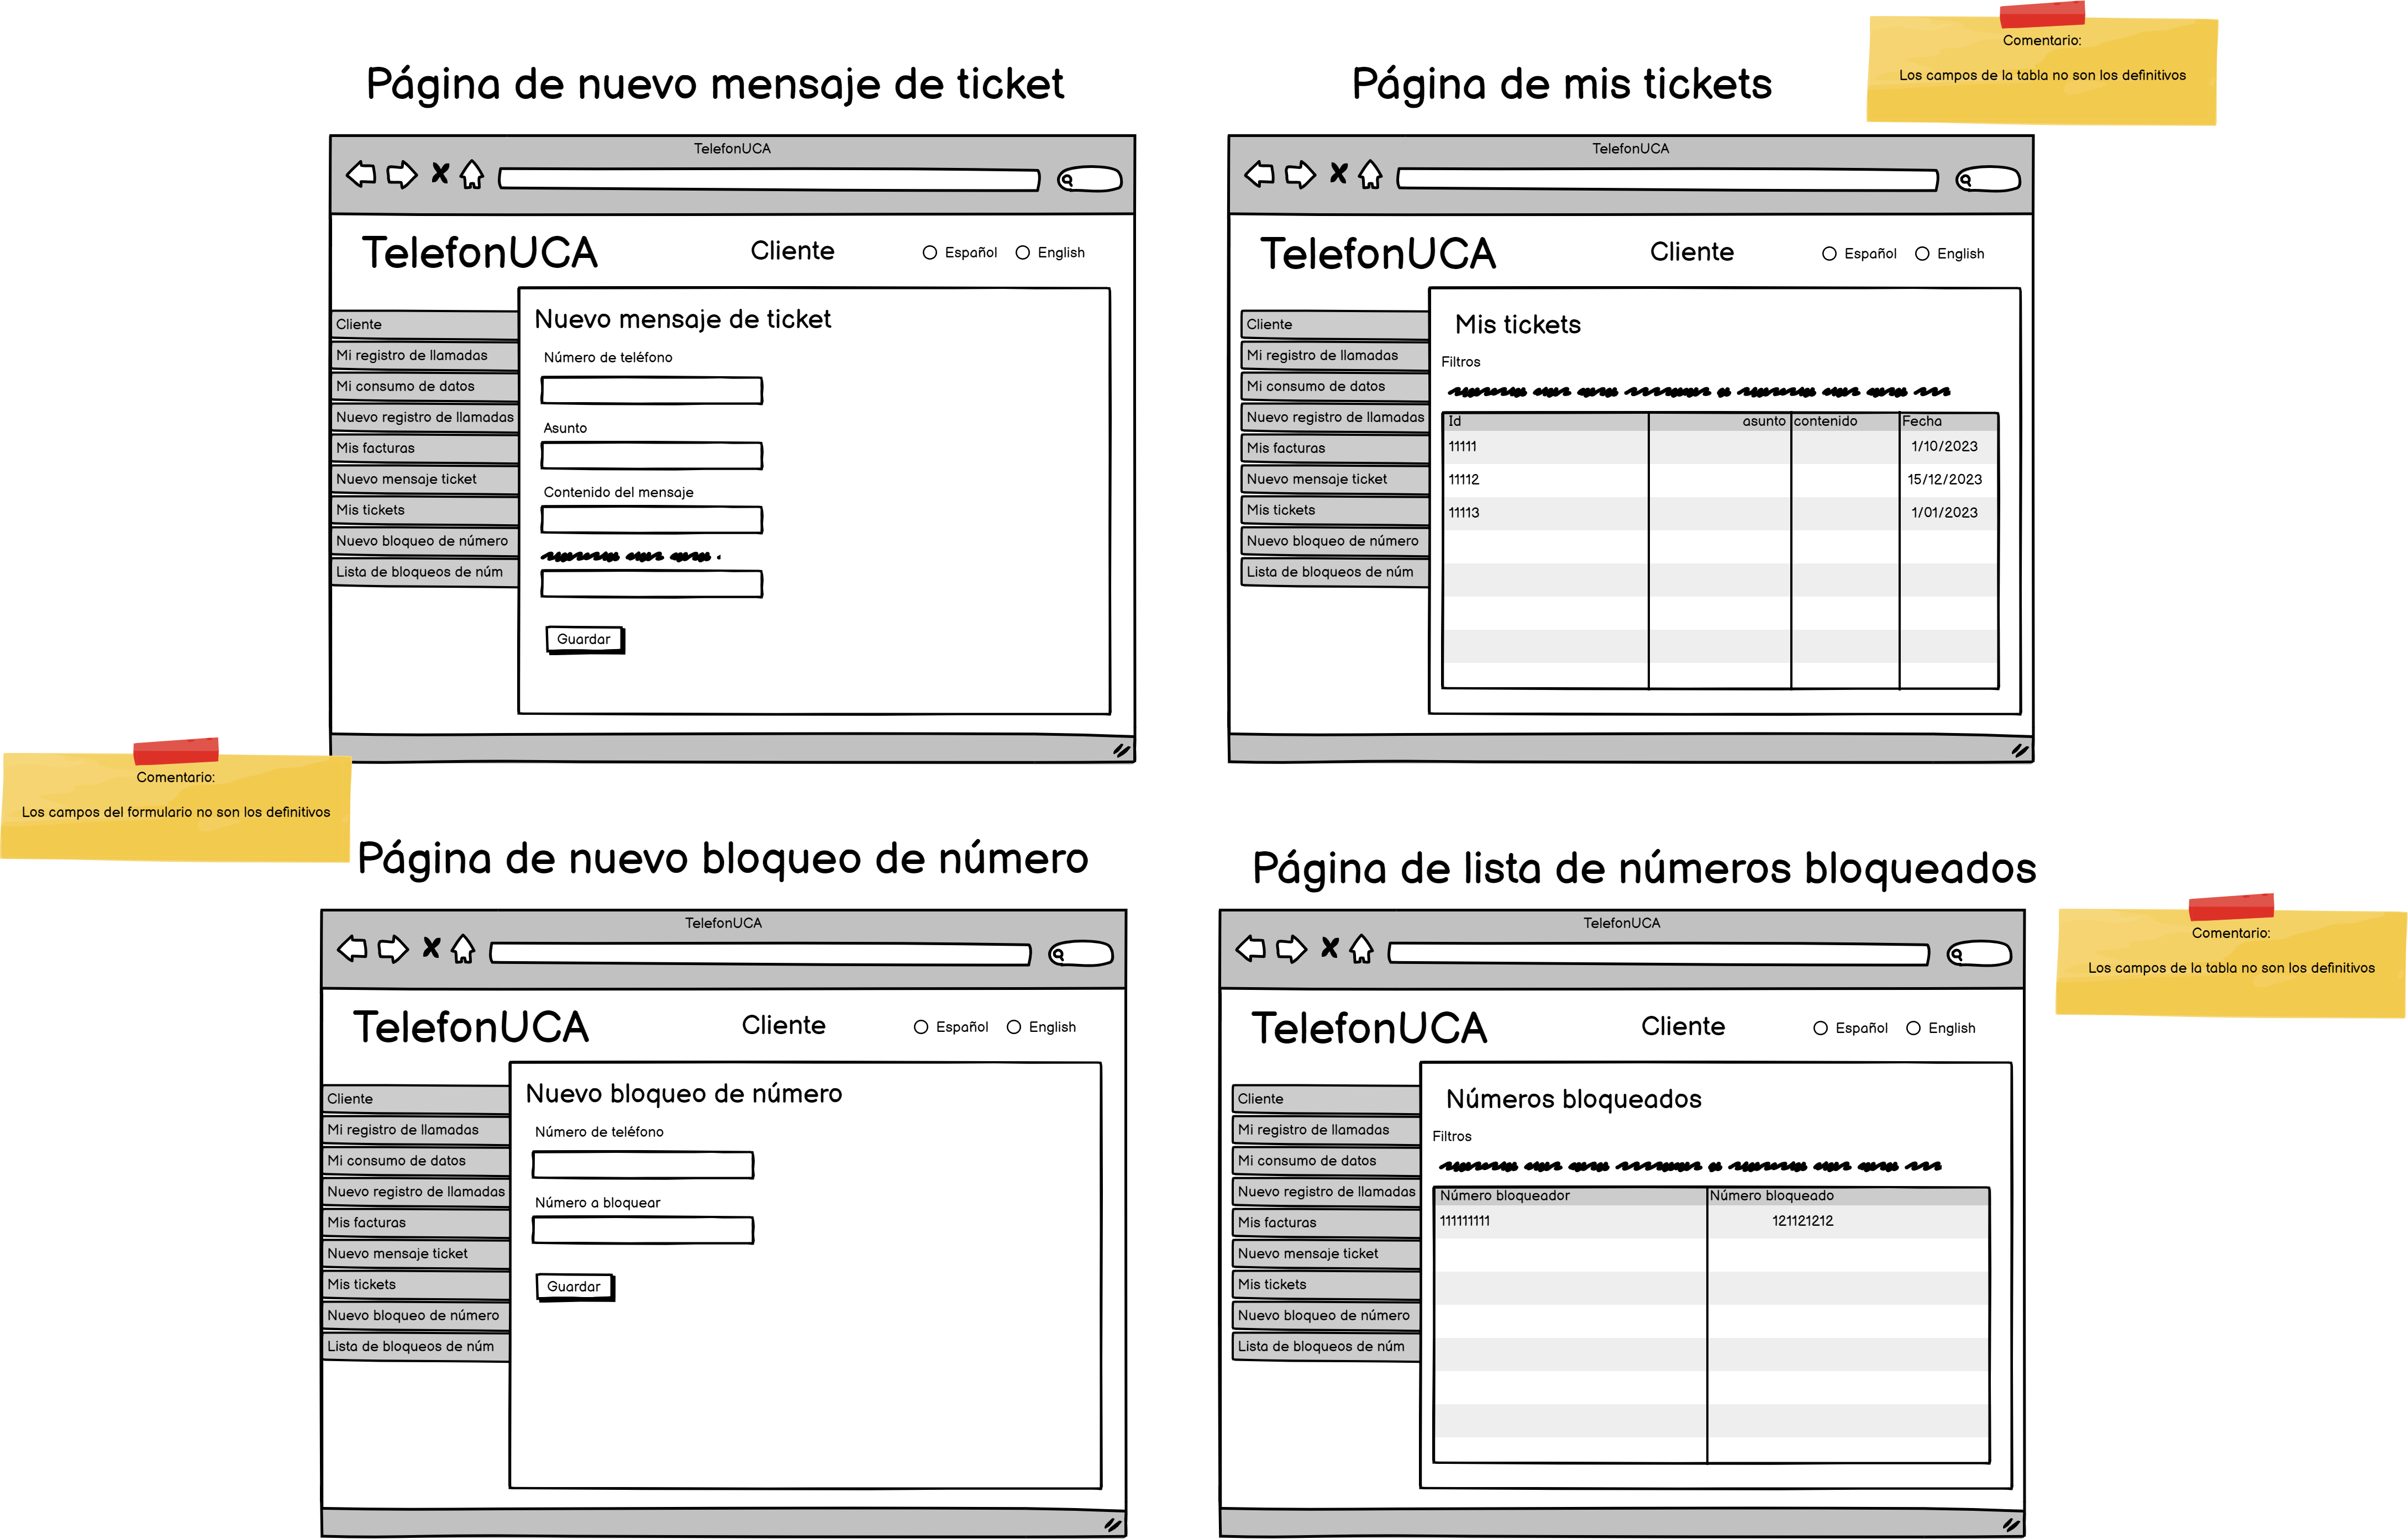 Comentario:
Los campos de la tabla no son los definitivos
Página de nuevo mensaje de ticket
TelefonUCA
TelefonUCA
Cliente
Español
English
Cliente
Mi registro de llamadas
Mi consumo de datos
Nuevo registro de llamadas
Mis facturas
Nuevo mensaje ticket
Mis tickets
Nuevo bloqueo de número
Lista de bloqueos de núm
Nuevo mensaje de ticket
Número de teléfono
Asunto
Contenido del mensaje
Guardar
Página de mis tickets
TelefonUCA
TelefonUCA
Cliente
Español
English
Cliente
Mi registro de llamadas
Mi consumo de datos
Nuevo registro de llamadas
Mis facturas
Nuevo mensaje ticket
Mis tickets
Nuevo bloqueo de número
Lista de bloqueos de núm
Mis tickets
Filtros
Id asunto contenido Fecha
11111 1/10/2023
11112 15/12/2023
11113 1/01/2023
Comentario:
Los campos del formulario no son los definitivos
Página de nuevo bloqueo de número
TelefonUCA
TelefonUCA
Cliente
Español
English
Cliente
Mi registro de llamadas
Mi consumo de datos
Nuevo registro de llamadas
Mis facturas
Nuevo mensaje ticket
Mis tickets
Nuevo bloqueo de número
Lista de bloqueos de núm
Nuevo bloqueo de número
Número de teléfono
Número a bloquear
Guardar
Página de lista de números bloqueados
TelefonUCA
TelefonUCA
Cliente
Español
English
Cliente
Mi registro de llamadas
Mi consumo de datos
Nuevo registro de llamadas
Mis facturas
Nuevo mensaje ticket
Mis tickets
Nuevo bloqueo de número
Lista de bloqueos de núm
Números bloqueados
Filtros
Número bloqueador Número bloqueado
111111111 121121212
Comentario:
Los campos de la tabla no son los definitivos